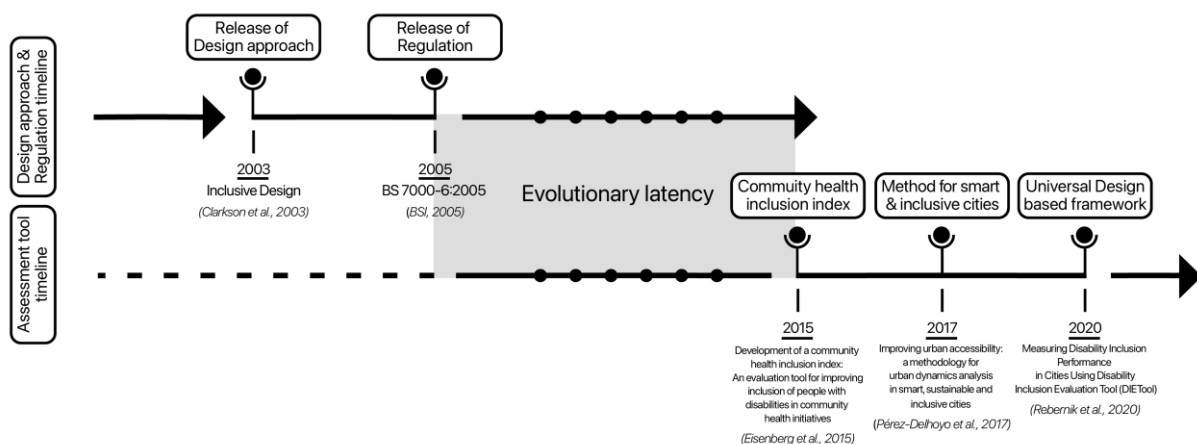 Design approach &
Regulation timeline
Release of
Design approach
2003
Inclusive Design
(Clarkson et al., 2003)
Release of
Regulation
2005
BS 7000-6:2005
(BSI, 2005)
Evolutionary latency
Assessment tool
timeline
Commuity health
inclusion index
2015
Development of a community
health inclusion index:
An evaluation tool for improving
inclusion of people with
disabilities in community
health initiatives
(Eisenberg et al., 2015)
Method for smart
& inclusive cities
2017
Improving urban accessibility:
a methodology for
urban dynamics analysis
in smart, sustainable and
inclusive cities
(Pérez-Delhoyo et al., 2017)
Universal Design
based framework
2020
Measuring Disability Inclusion
Performance
in Cities Using Disability
Inclusion Evaluation Tool (DIETool)
(Rebernik et al., 2020)